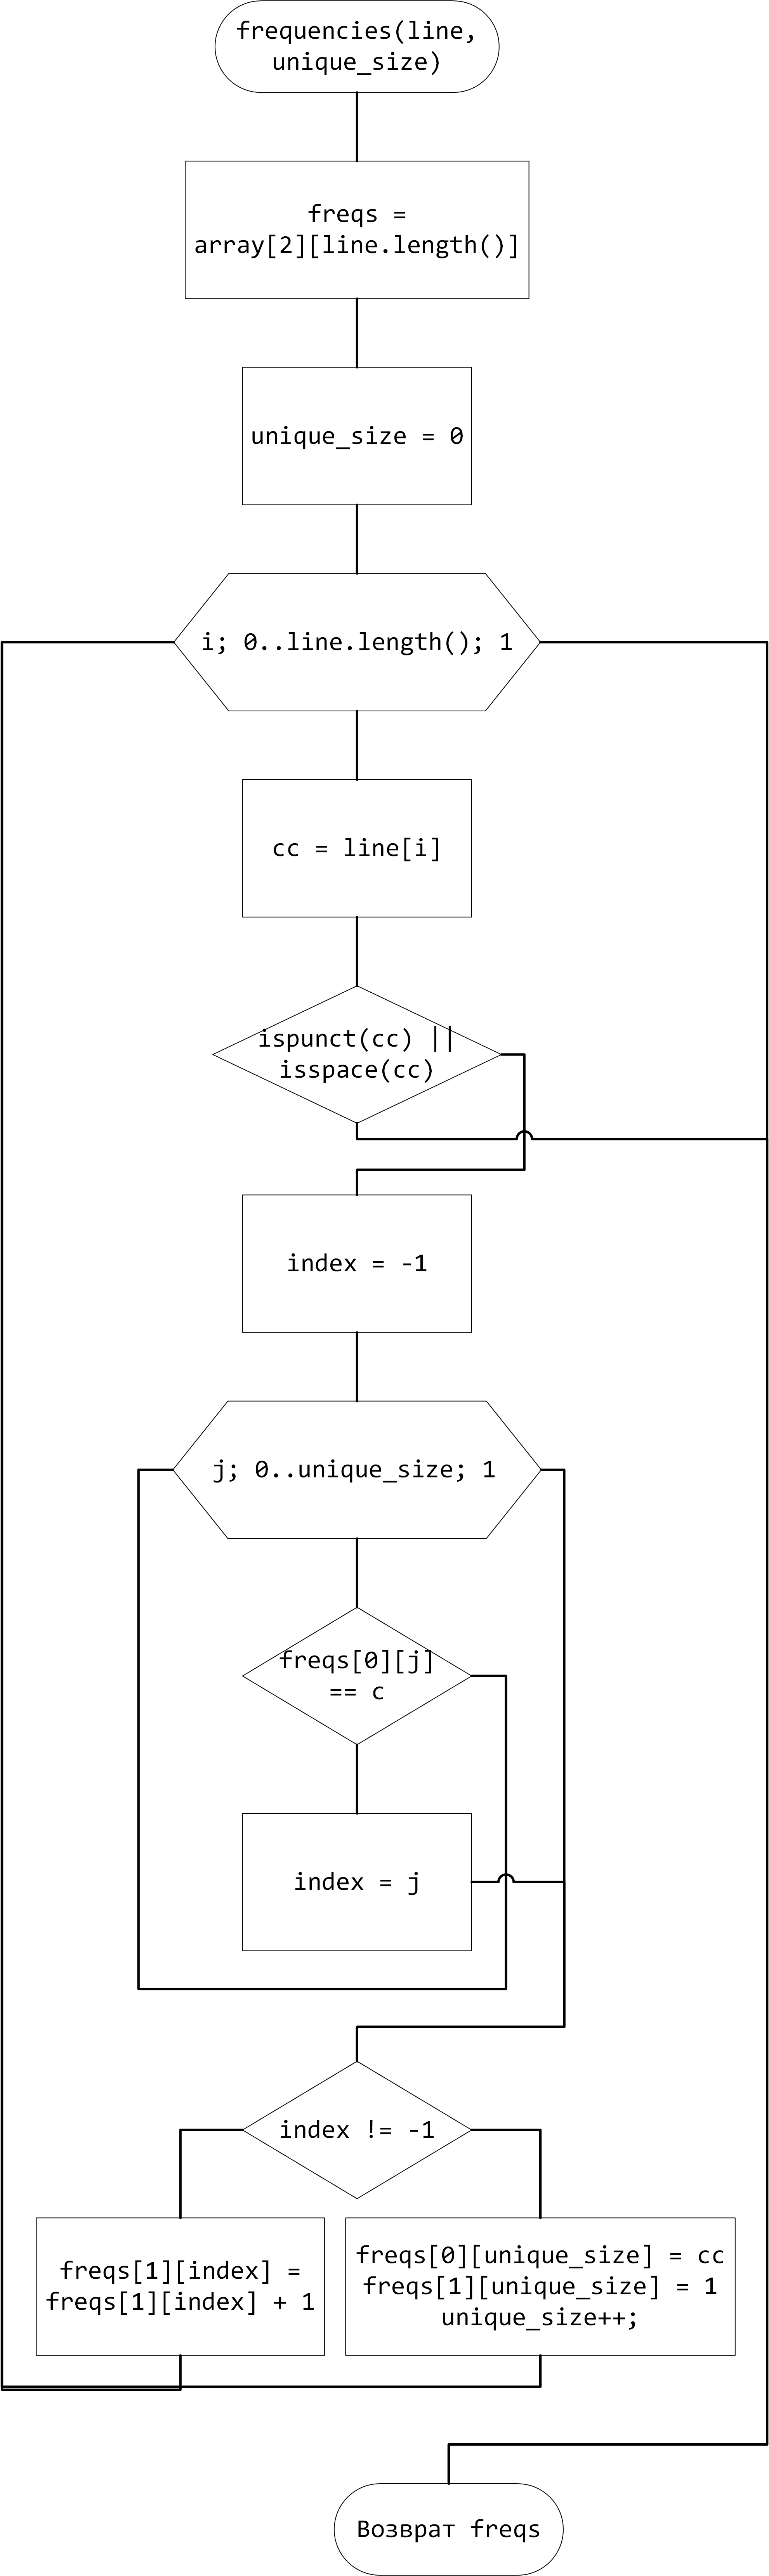 frequencies(line,
unique_size)
freqs =
array[2][line.length()]
unique_size = 0
i; 0..line.length(); 1
cc = line[i]
ispunct(cc) ||
isspace(cc)
index = -1
j; 0..unique_size; 1
freqs[0][j]
== c
index = j
index != -1
freqs[1][index] =
freqs[1][index] + 1
freqs[0][unique_size] = cc
freqs[1][unique_size] = 1
unique_size++;
Возврат freqs